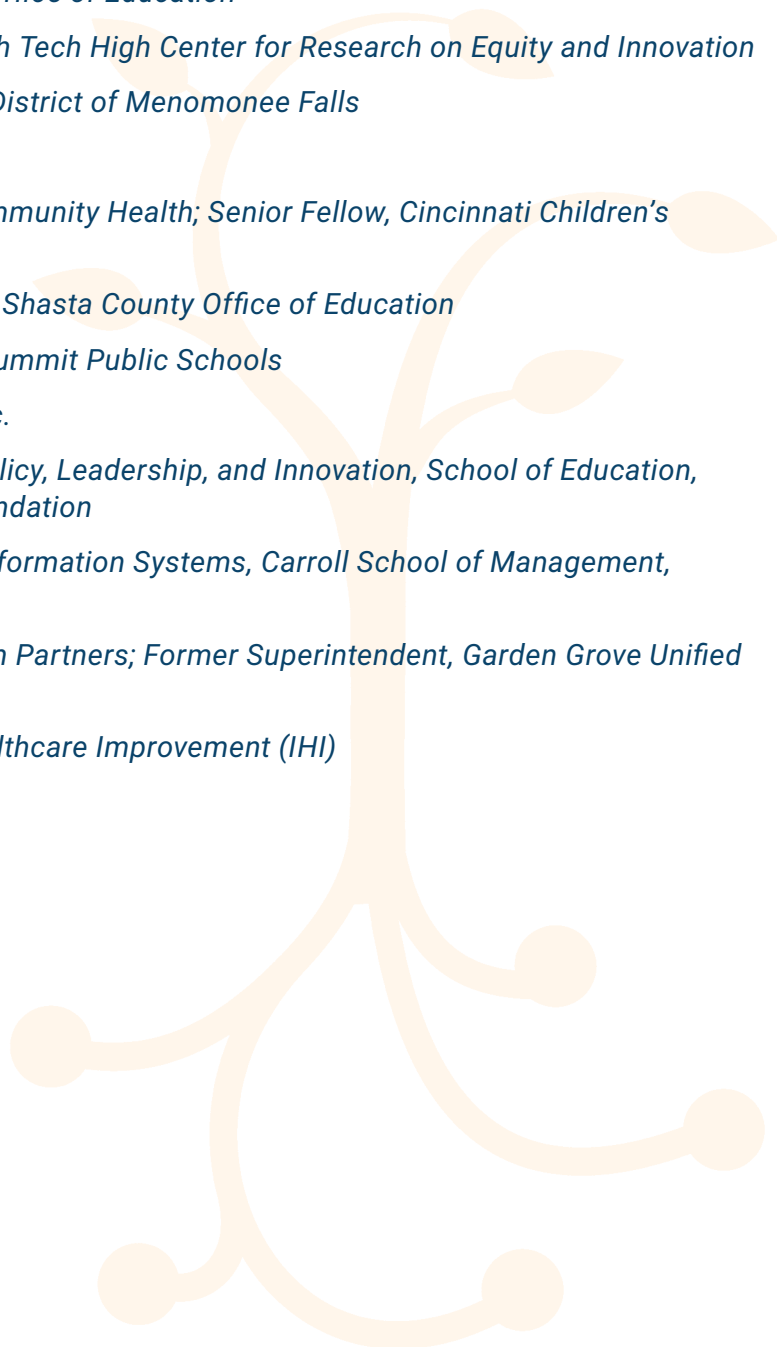 of Education
Tech High Center for Research on Equity and Innovation
District of Menomonee Falls
mmunity Health; Senior Fellow, Cincinnati Children’s
Shasta County Office of Education
ummit Public Schools
c.
licy, Leadership, and Innovation, School of Education,
ndation
formation Systems, Carroll School of Management,
n Partners; Former Superintendent, Garden Grove Unified
lthcare Improvement (IHI)